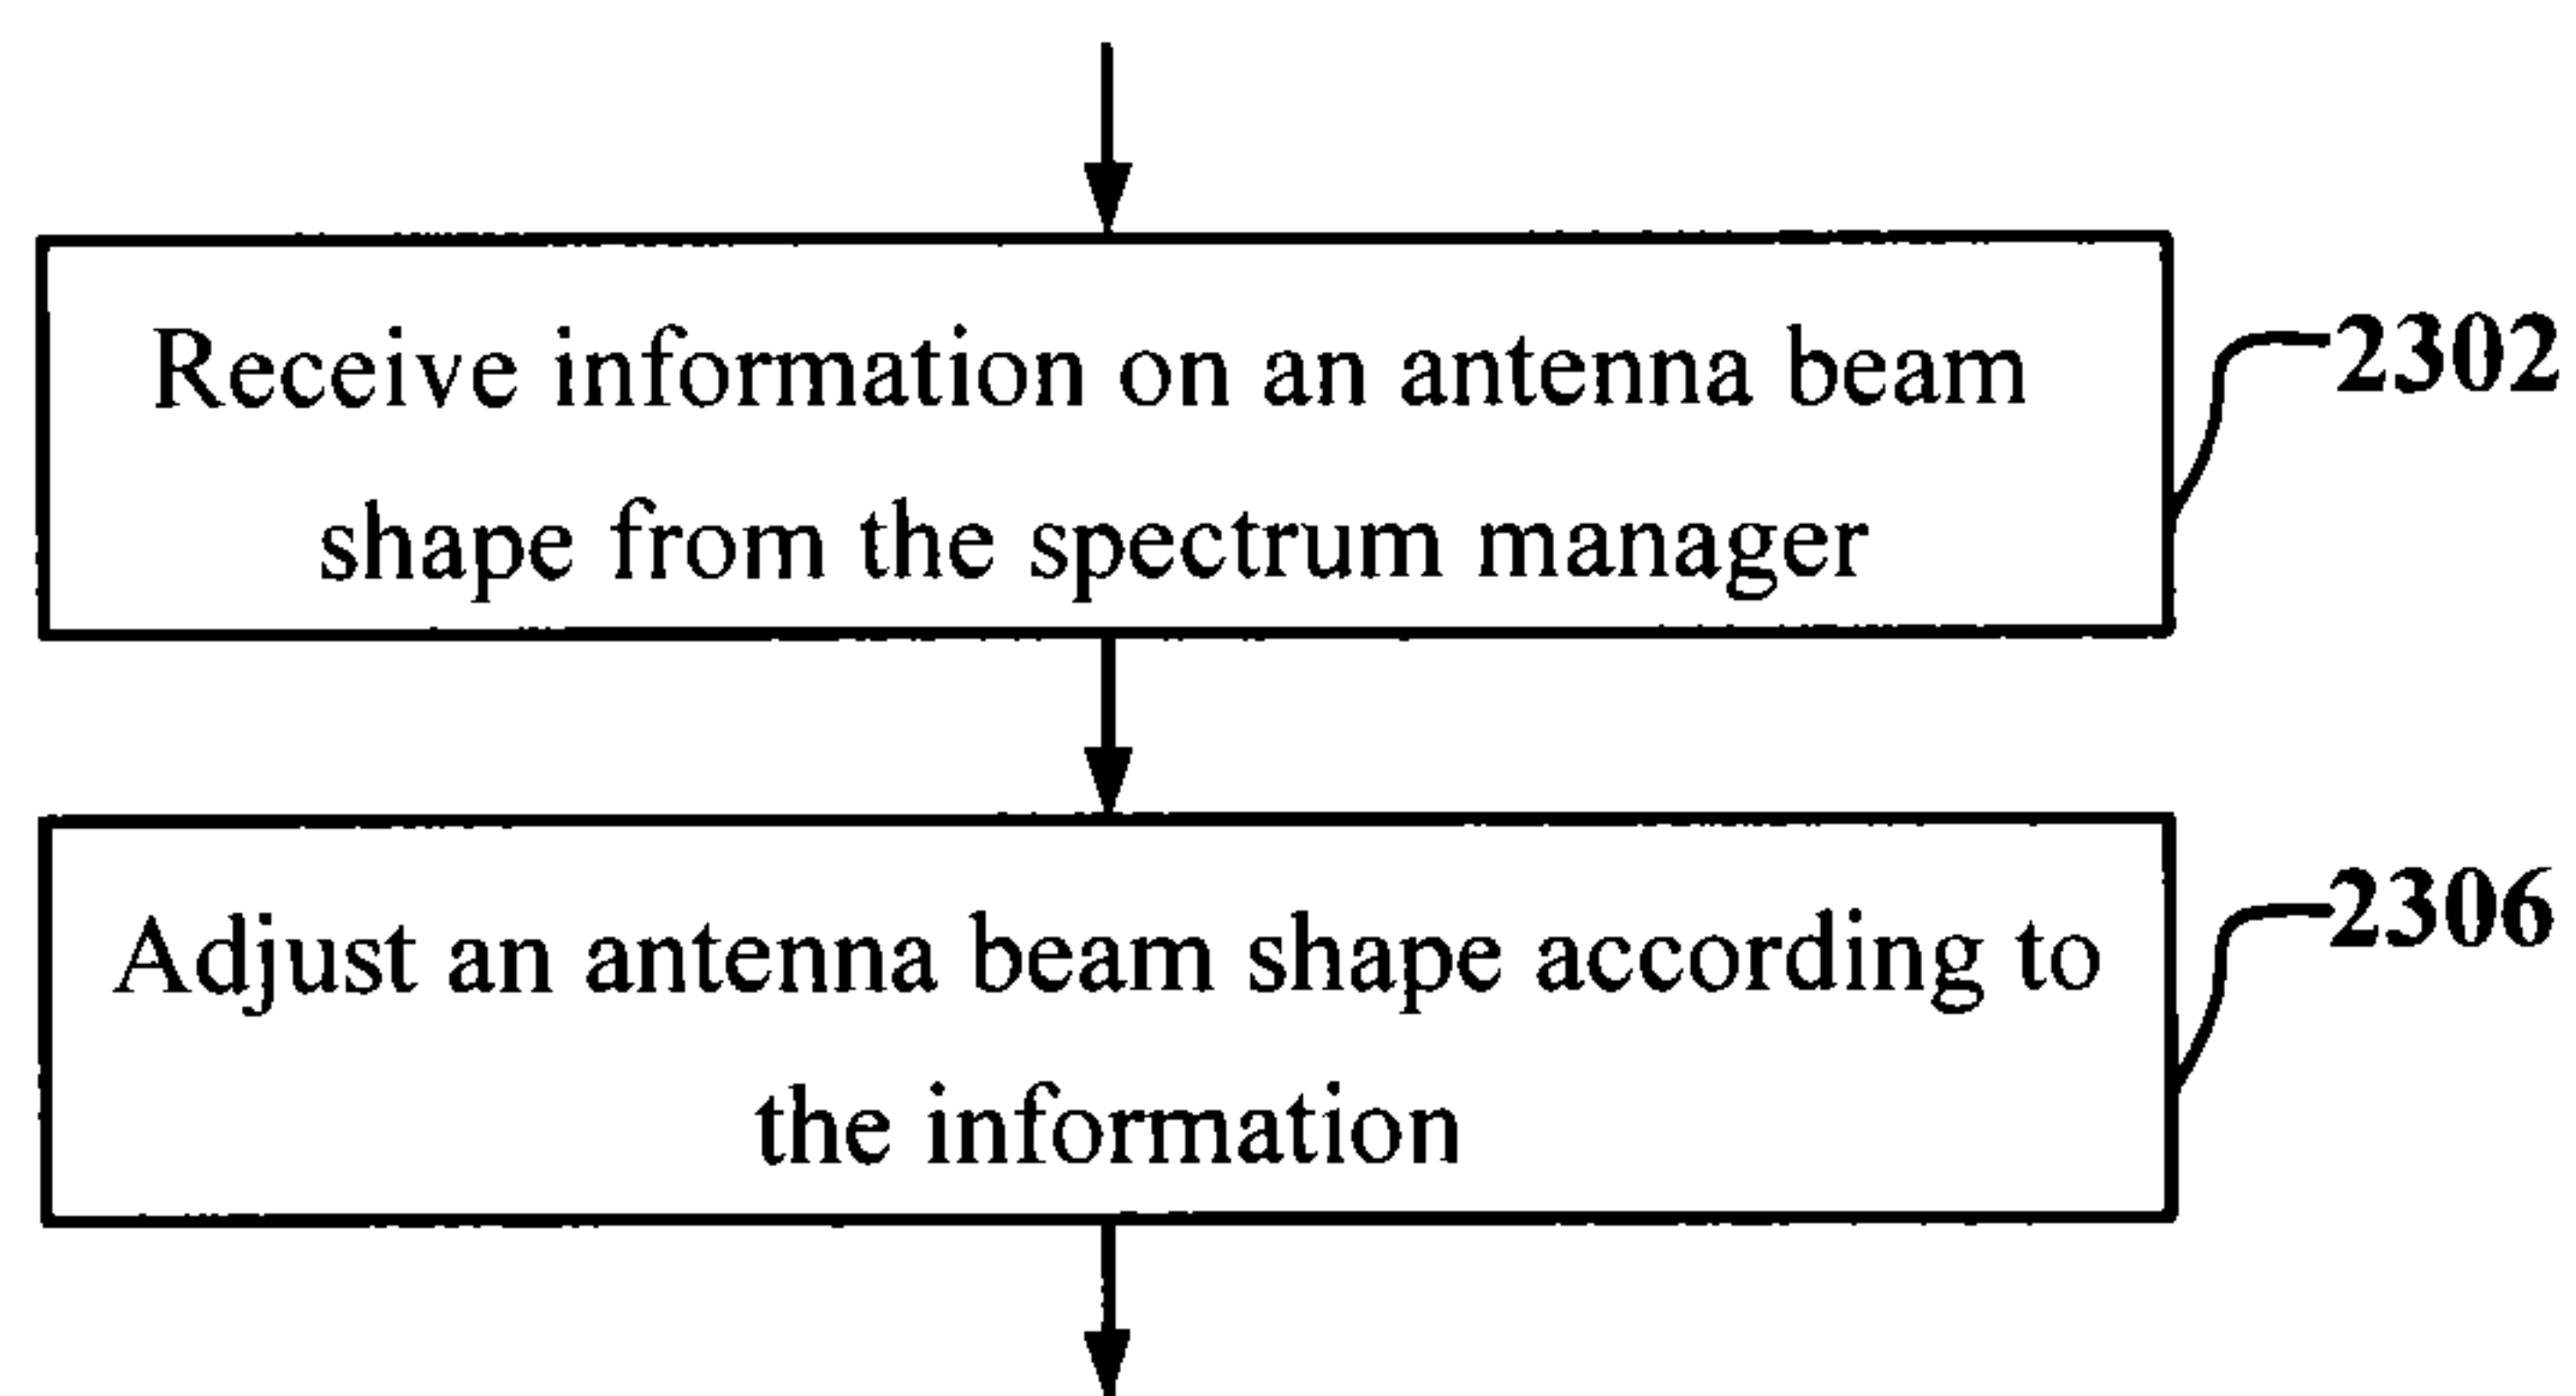 Receive information on an antenna beam
shape from the spectrum manager
2302
Adjust an antenna beam shape according to
the information
2306